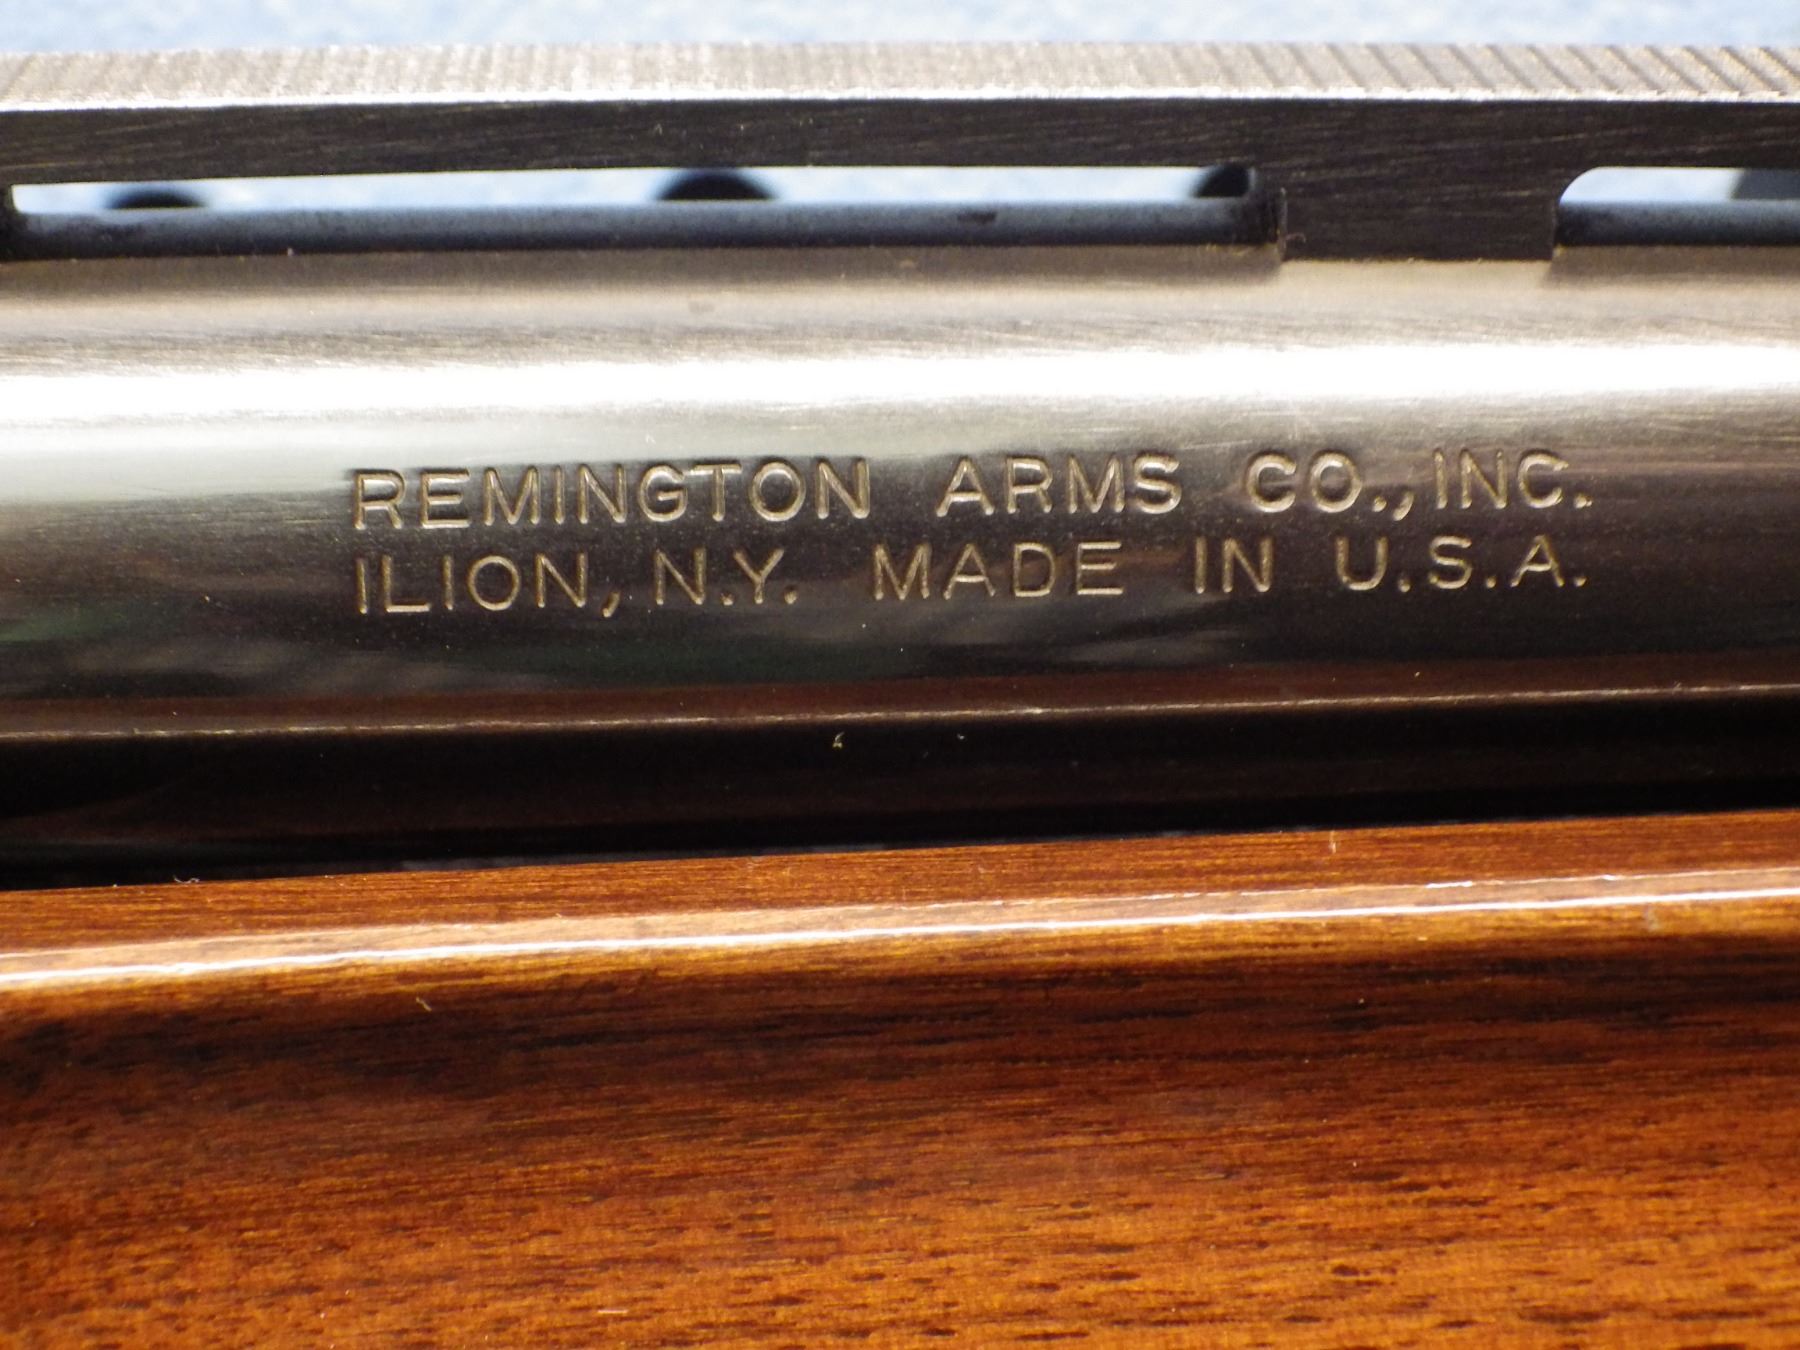 REMINGTON ARMS CO., INC.
ILION, N.Y. MADE IN U.S.A.